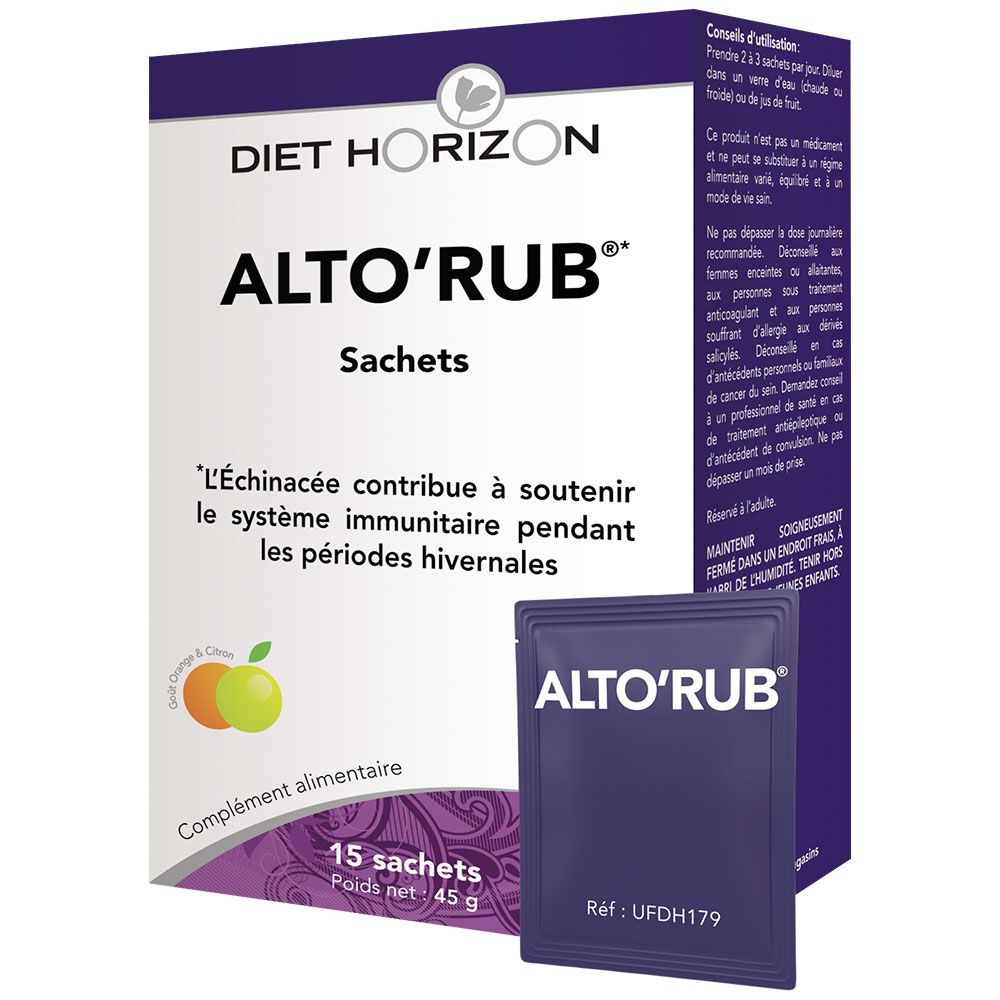 DIET HORIZON
ALTO'RUB®*
Sachets
*L'Échinacée contribue à soutenir
le système immunitaire pendant
les périodes hivernales
Goût Orange & Citron
Complément alimentaire
15 sachets
Poids net : 45 g
Conseils d'utilisation :
Prendre 2 à 3 sachets par jour. Diluer
dans un verre d'eau (chaude ou
froide) ou de jus de fruit.
Ce produit n'est pas un médicament
et ne peut se substituer à un régime
alimentaire varié, équilibré et à un
mode de vie sain.
Ne pas dépasser la dose journalière
recommandée. Déconseillé aux
femmes enceintes ou allaitantes,
aux personnes sous traitement
anticoagulant et aux personnes
souffrant d'allergie aux dérivés
salicylés. Déconseillé en cas
d'antécédents personnels ou familiaux
de cancer du sein. Demandez conseil
à un professionnel de santé en cas
de traitement antiépileptique ou
d'antécédent de convulsion. Ne pas
dépasser un mois de prise.
Réservé à l'adulte.
MAINTENIR SOIGNEUSEMENT
FERMÉ DANS UN ENDROIT FRAIS, À
L'ABRI DE L'HUMIDITÉ. TENIR HORS
JEUNES ENFANTS.
ALTO'RUB®
Réf : UFDH179